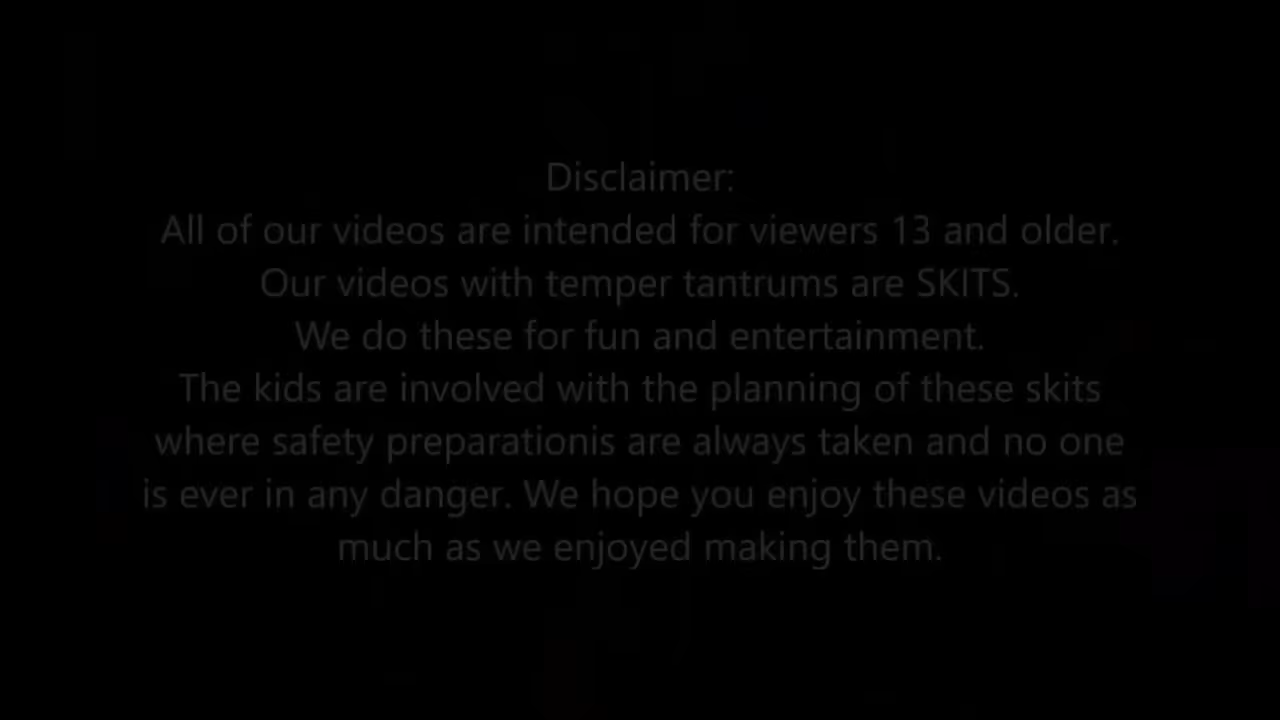 Disclaimer:
All of our videos are intended for viewers 13 and older.
Our videos with temper tantrums are SKITS.
We do these for fun and entertainment.
The kids are involved with the planning of these skits
where safety preparationis are always taken and no one
is ever in any danger. We hope you enjoy these videos as
much as we enjoyed making them.